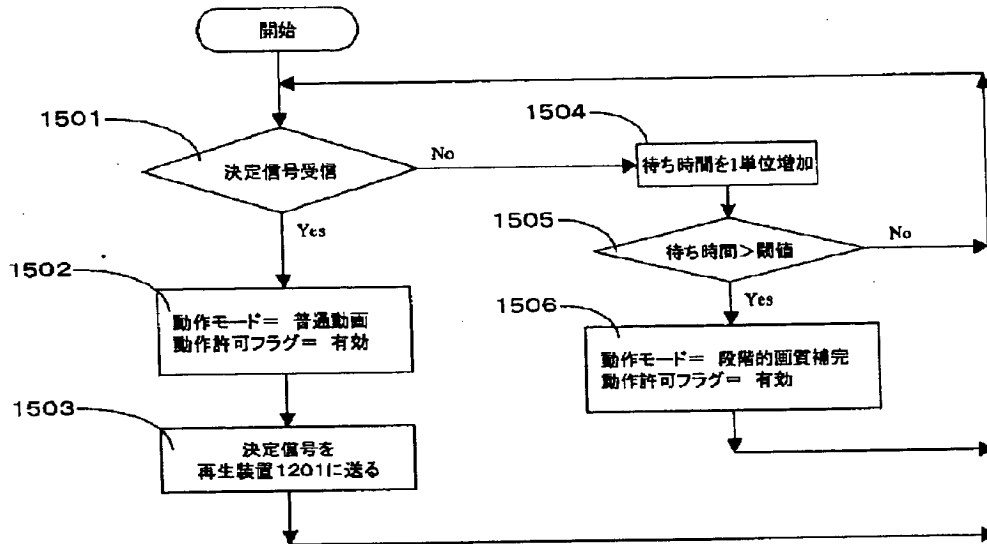 開始
1501
決定信号受信
No
Yes
1502
動作モード= 普通動画
動作許可フラグ= 有効
1503
決定信号を
再生装置1201に送る
1504
待ち時間を1単位増加
1505
待ち時間>閾値
No
Yes
1506
動作モード= 段階的画質補完
動作許可フラグ= 有効